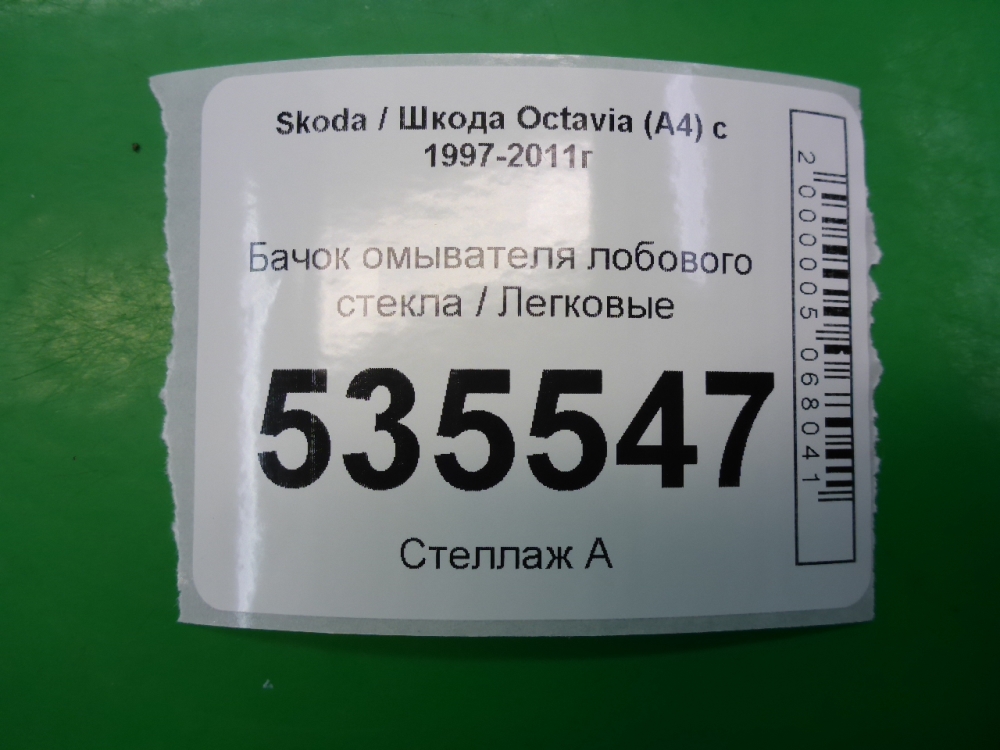 Skoda / Шкода Octavia (A4) с
1997-2011г
Бачок омывателя лобового
стекла / Легковые
535547
Стеллаж А
2000005068041